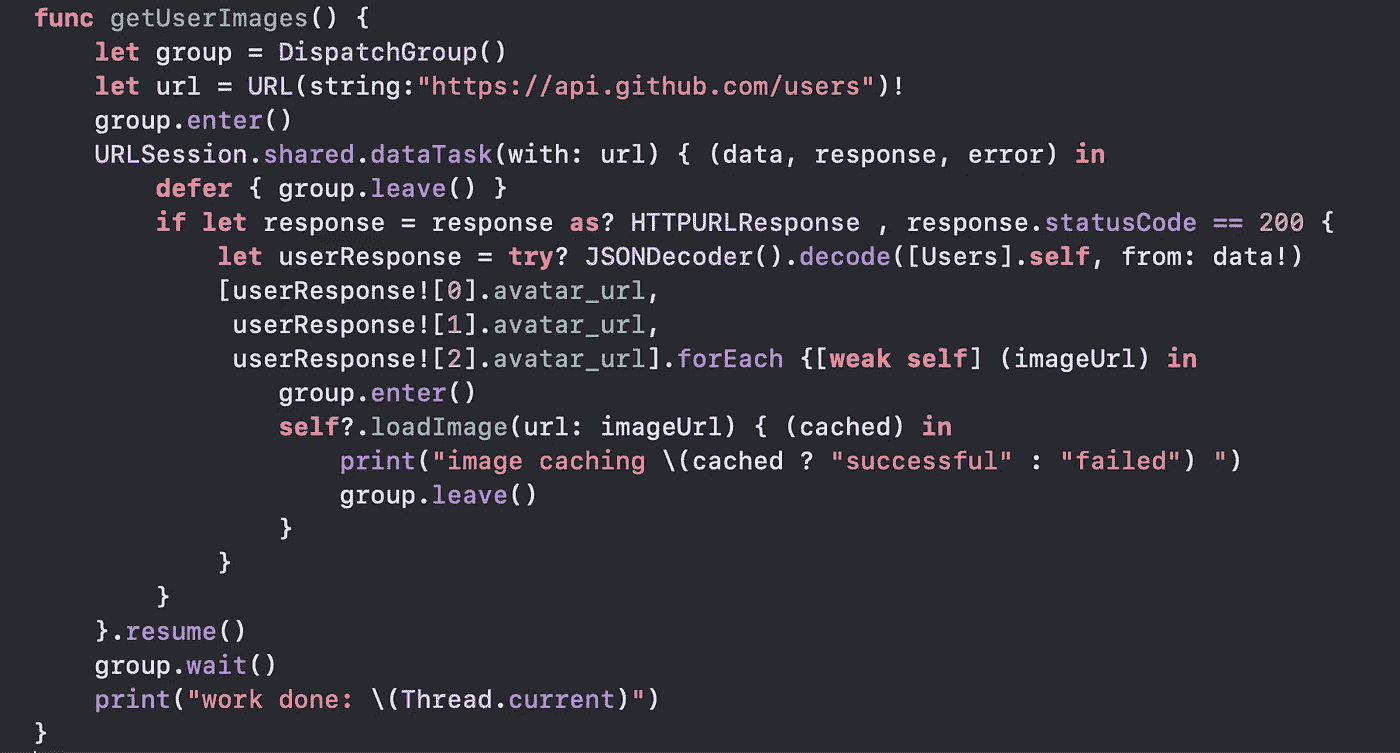 func getUserImages() {
    let group = DispatchGroup()
    let url = URL(string:"https://api.github.com/users")!
    group.enter()
    URLSession.shared.dataTask(with: url) { (data, response, error) in
        defer { group.leave() }
        if let response = response as? HTTPURLResponse , response.statusCode == 200 {
            let userResponse = try? JSONDecoder().decode([Users].self, from: data!)
            [userResponse![0].avatar_url,
             userResponse![1].avatar_url,
             userResponse![2].avatar_url].forEach {[weak self] (imageUrl) in
                group.enter()
                self?.loadImage(url: imageUrl) { (cached) in
                    print("image caching \(cached ? "successful" : "failed") ")
                    group.leave()
                }
            }
        }
    }.resume()
    group.wait()
    print("work done: \(Thread.current)")
}